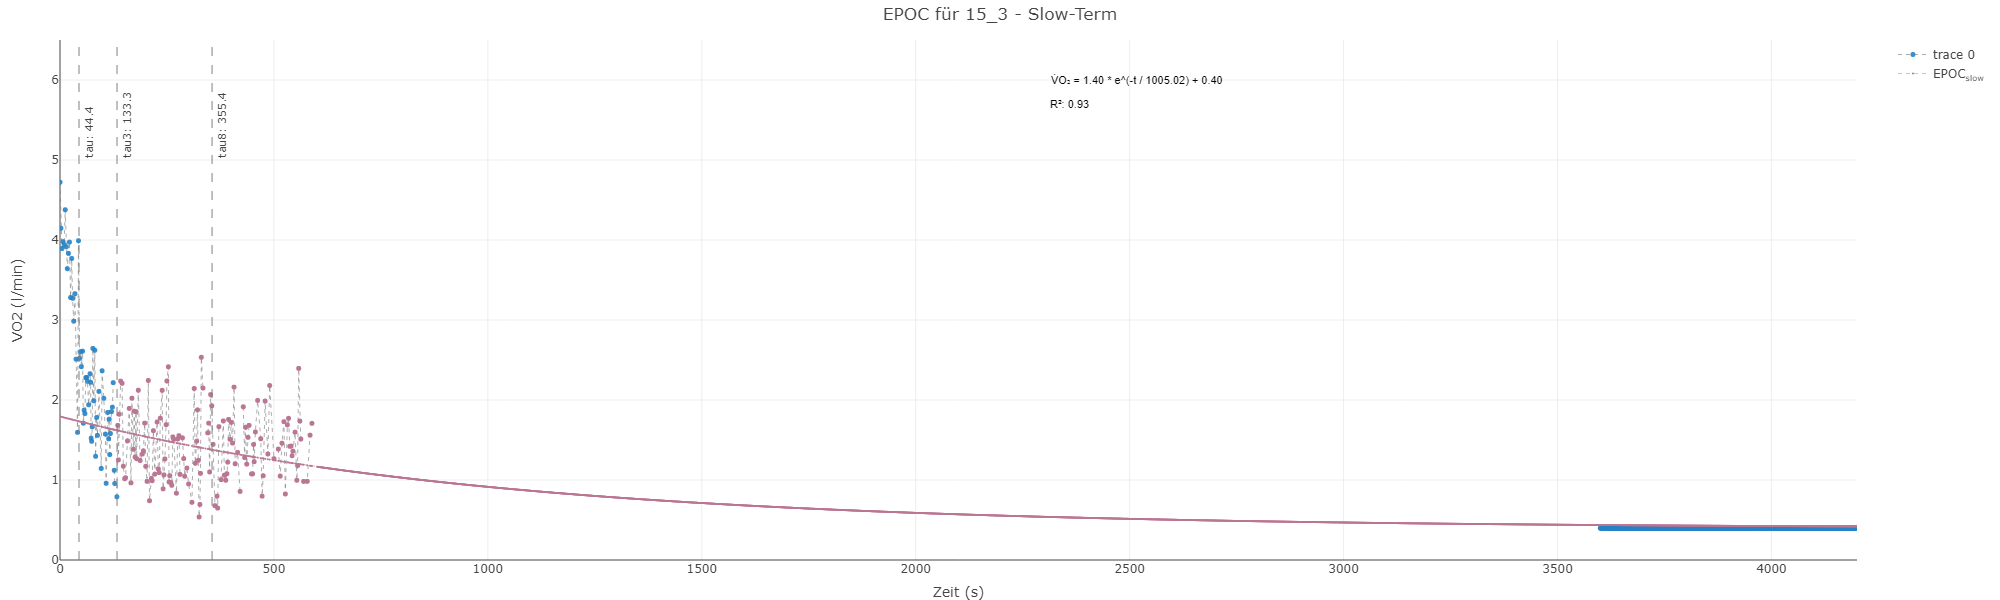 EPOC für 15_3 - Slow-Term
trace 0
EPOCslow
V̇O₂ = 1.40 * e^(-t / 1005.02) + 0.40
R²: 0.93
tau: 44.4
tau3: 133.3
tau8: 355.4
VO2 (l/min)
6
5
4
3
2
1
0
0
500
1000
1500
2000
2500
3000
3500
4000
Zeit (s)